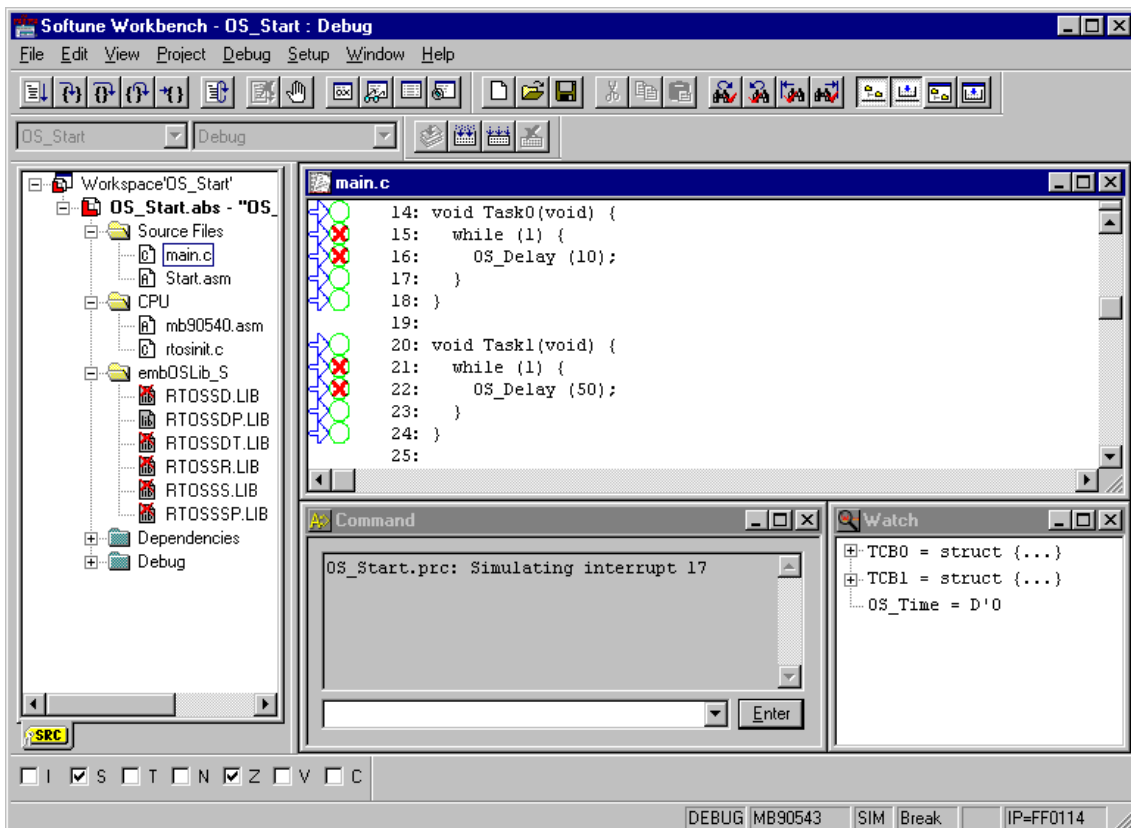 Softune Workbench - OS_Start : Debug
File Edit View Project Debug Setup Window Help
OS_Start Debug
Workspace'OS_Start'
OS_Start.abs - "OS_
Source Files
main.c
Start.asm
CPU
mb90540.asm
rtosinit.c
embOSLib_S
RTOSSD.LIB
RTOSSDP.LIB
RTOSSDT.LIB
RTOSSR.LIB
RTOSSS.LIB
RTOSSSP.LIB
Dependencies
Debug
SRC
main.c
14: void Task0(void) {
15: while (1) {
16: OS_Delay (10);
17: }
18: }
19:
20: void Task1(void) {
21: while (1) {
22: OS_Delay (50);
23: }
24: }
25:
Command
OS_Start.prc: Simulating interrupt 17
Enter
Watch
TCB0 = struct {...}
TCB1 = struct {...}
OS_Time = D'0
I S T N Z V C
DEBUG MB90543 SIM Break IP=FF0114